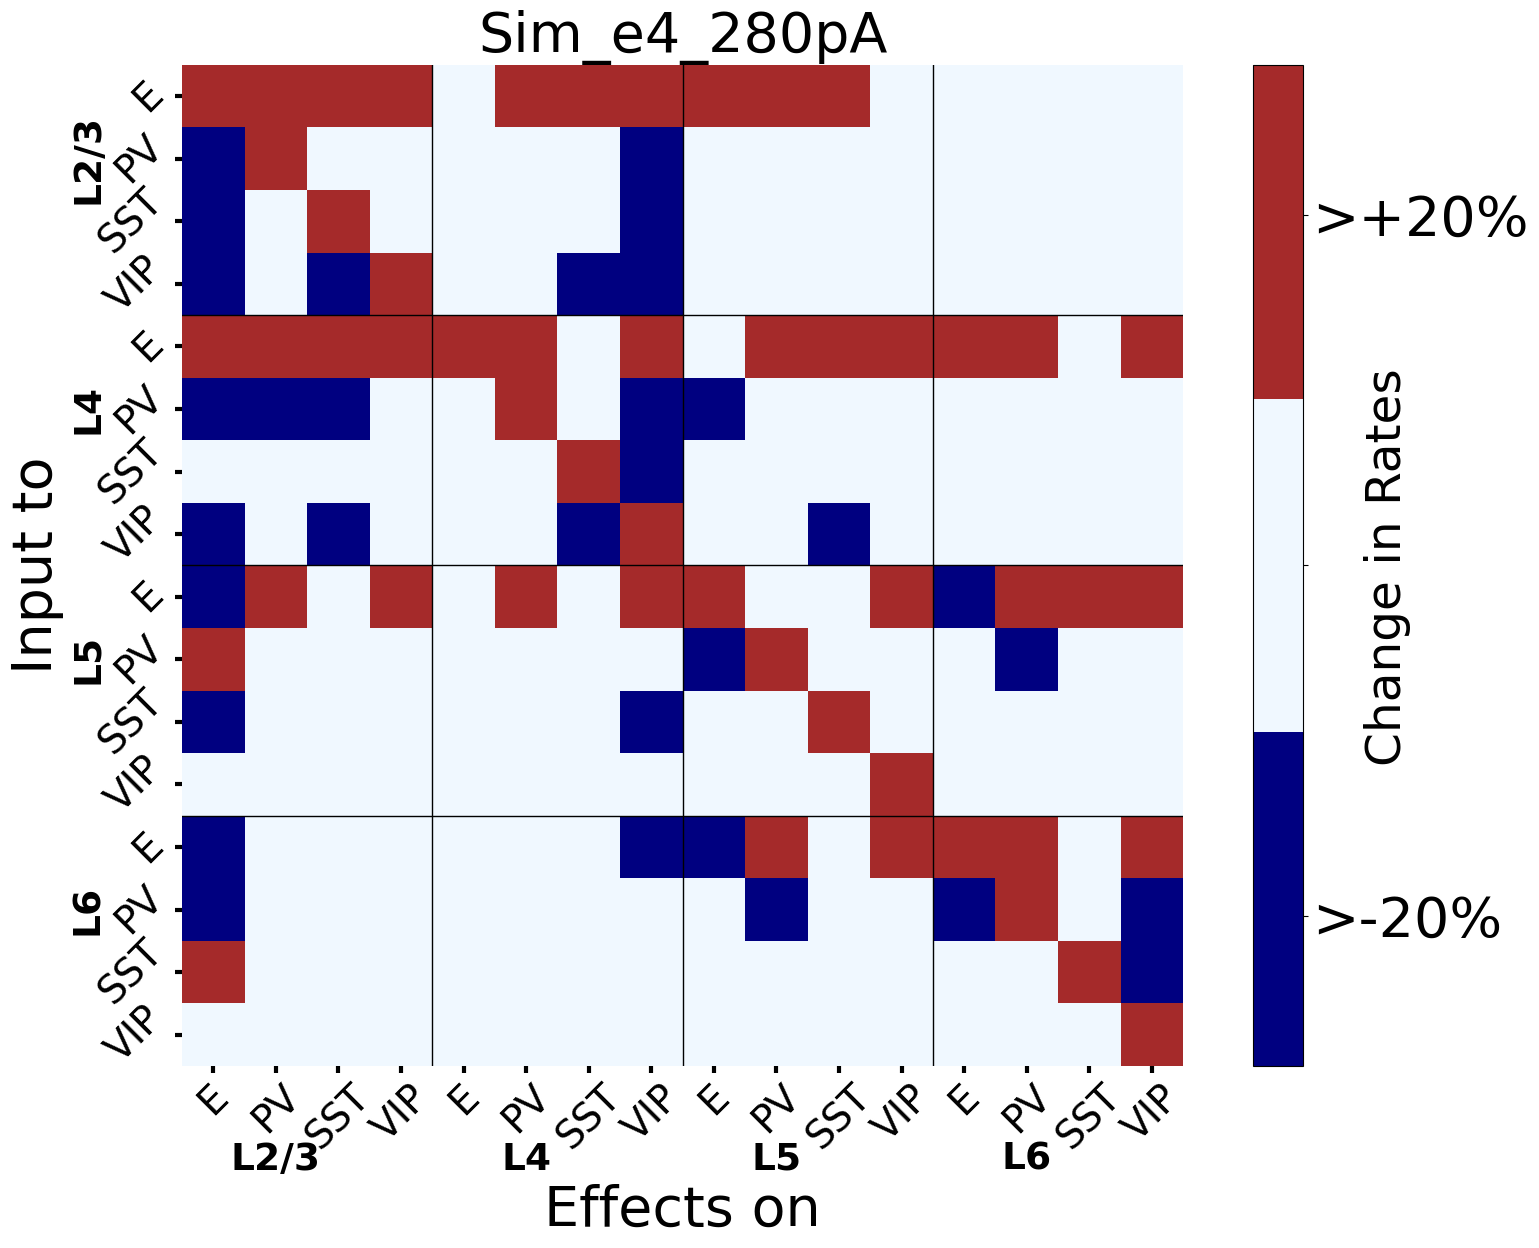 Sim_e4_280pA
Input to
L2/3
E
PV
SST
VIP
L4
E
PV
SST
VIP
L5
E
PV
SST
VIP
L6
E
PV
SST
VIP
E PV SST VIP E PV SST VIP E PV SST VIP E PV SST VIP
L2/3 L4 L5 L6
Effects on
>+20%
>-20%
Change in Rates